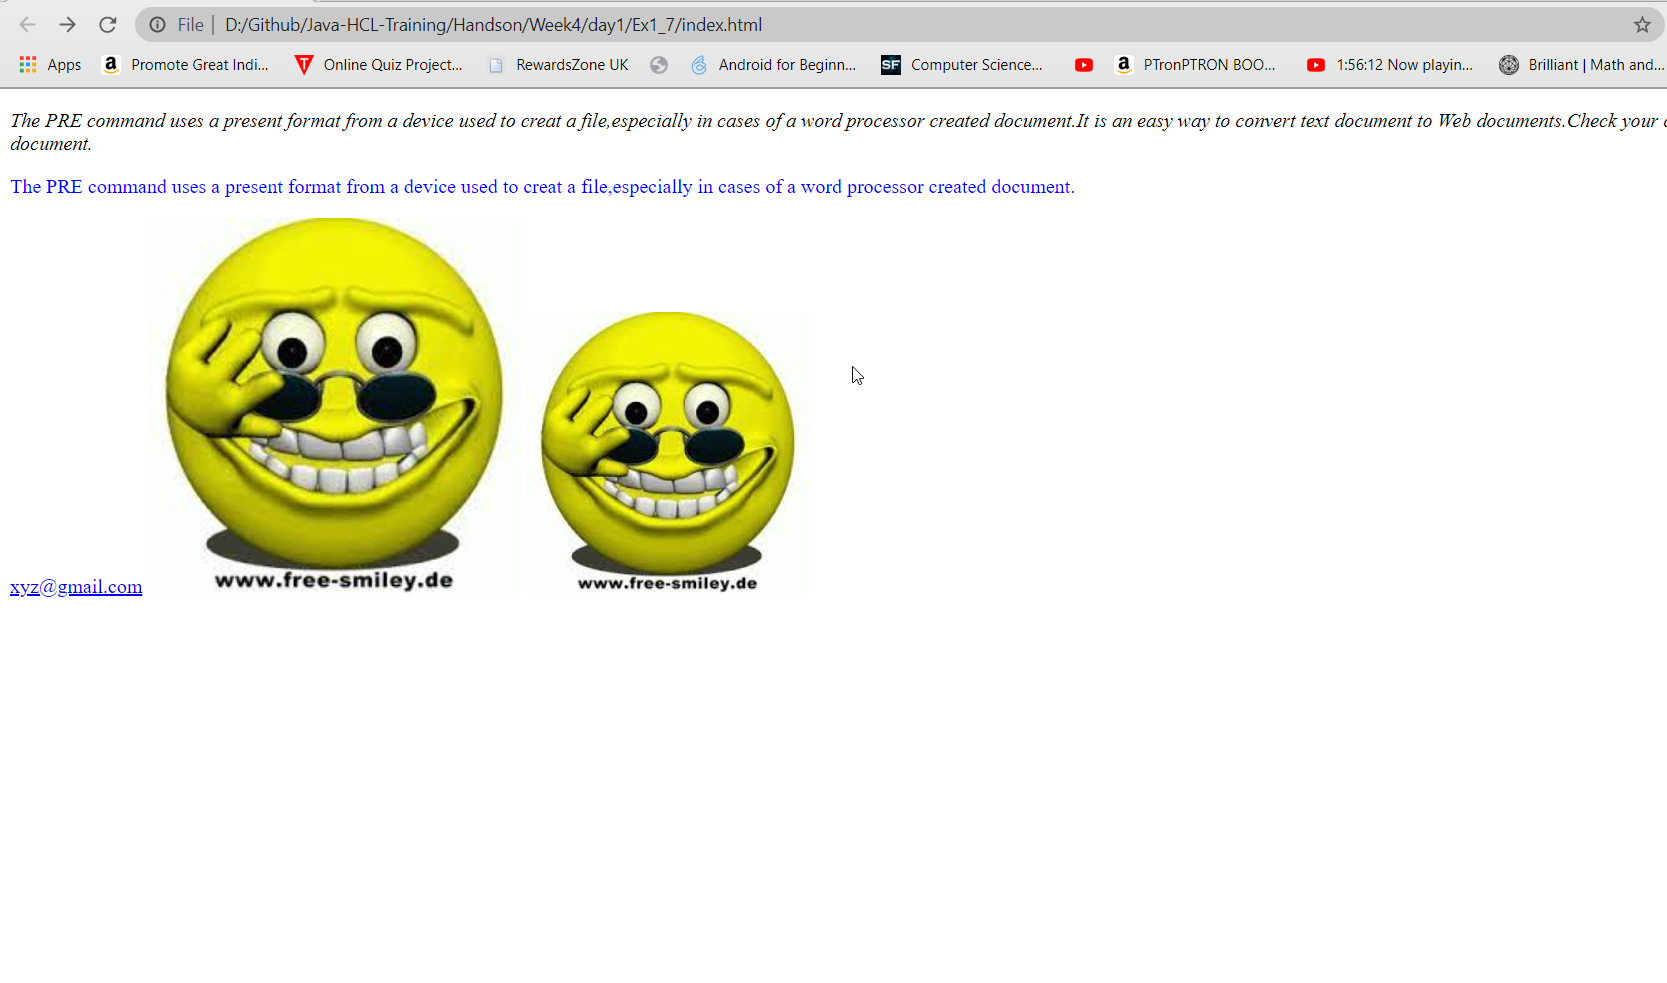 File | D:/Github/Java-HCL-Training/Handson/Week4/day1/Ex1_7/index.html
Apps Promote Great Indi... Online Quiz Project... RewardsZone UK Android for Beginn... SF Computer Science... PTronPTRON BOO... 1:56:12 Now playin... Brilliant | Math and...
The PRE command uses a present format from a device used to creat a file,especially in cases of a word processor created document.It is an easy way to convert text document to Web documents.Check your
document.
The PRE command uses a present format from a device used to creat a file,especially in cases of a word processor created document.
xyz@gmail.com www.free-smiley.de www.free-smiley.de